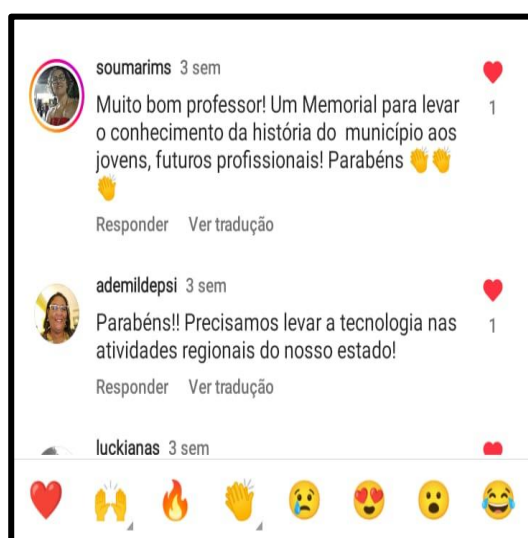 soumarims 3 sem
Muito bom professor! Um Memorial para levar
o conhecimento da história do município aos
jovens, futuros profissionais! Parabéns 👏👏
👏
1
Responder Ver tradução
ademildepsi 3 sem
Parabéns!! Precisamos levar a tecnologia nas
atividades regionais do nosso estado!
1
Responder Ver tradução
luckianas 3 sem